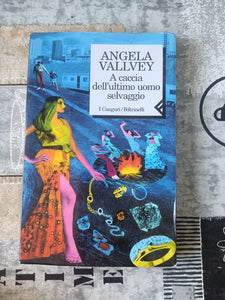 ANGELA
VALLVEY
A caccia
dell'ultimo uomo
selvaggio
I Canguri/Feltrinelli